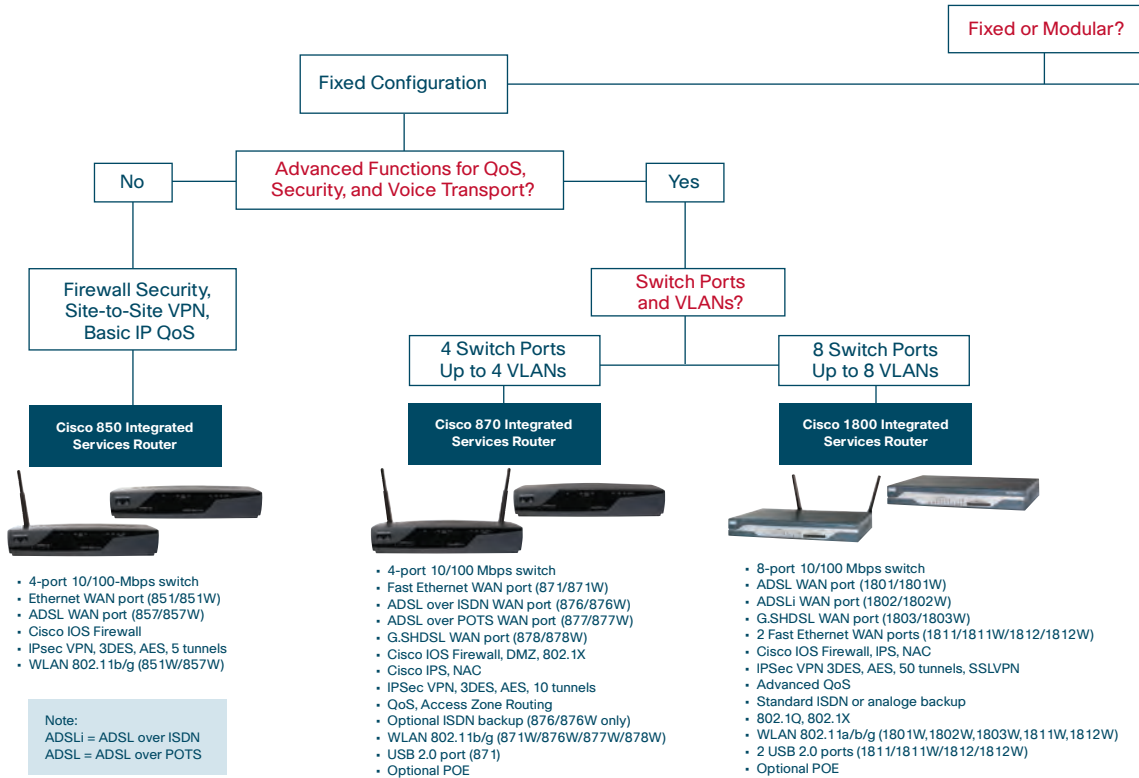 Fixed or Modular?
Fixed Configuration
Advanced Functions for QoS,
Security, and Voice Transport?
No
Yes
Firewall Security,
Site-to-Site VPN,
Basic IP QoS
Switch Ports
and VLANs?
4 Switch Ports
Up to 4 VLANs
8 Switch Ports
Up to 8 VLANs
Cisco 850 Integrated
Services Router
Cisco 870 Integrated
Services Router
Cisco 1800 Integrated
Services Router
▪ 4-port 10/100-Mbps switch
▪ Ethernet WAN port (851/851W)
▪ ADSL WAN port (857/857W)
▪ Cisco IOS Firewall
▪ IPsec VPN, 3DES, AES, 5 tunnels
▪ WLAN 802.11b/g (851W/857W)
Note:
ADSLi = ADSL over ISDN
ADSL = ADSL over POTS
▪ 4-port 10/100 Mbps switch
▪ Fast Ethernet WAN port (871/871W)
▪ ADSL over ISDN WAN port (876/876W)
▪ ADSL over POTS WAN port (877/877W)
▪ G.SHDSL WAN port (878/878W)
▪ Cisco IOS Firewall, DMZ, 802.1X
▪ Cisco IPS, NAC
▪ IPSec VPN, 3DES, AES, 10 tunnels
▪ QoS, Access Zone Routing
▪ Optional ISDN backup (876/876W only)
▪ WLAN 802.11b/g (871W/876W/877W/878W)
▪ USB 2.0 port (871)
▪ Optional POE
▪ 8-port 10/100 Mbps switch
▪ ADSL WAN port (1801/1801W)
▪ ADSLi WAN port (1802/1802W)
▪ G.SHDSL WAN port (1803/1803W)
▪ 2 Fast Ethernet WAN ports (1811/1811W/1812/1812W)
▪ Cisco IOS Firewall, IPS, NAC
▪ IPSec VPN 3DES, AES, 50 tunnels, SSLVPN
▪ Advanced QoS
▪ Standard ISDN or analoge backup
▪ 802.1Q, 802.1X
▪ WLAN 802.11a/b/g (1801W,1802W,1803W,1811W,1812W)
▪ 2 USB 2.0 ports (1811/1811W/1812/1812W)
▪ Optional POE